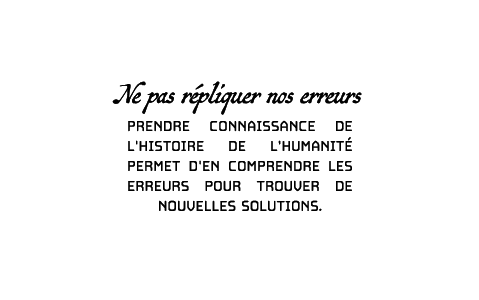 Ne pas répliquer nos erreurs
PRENDRE CONNAISSANCE DE
L'HISTOIRE DE L'HUMANITÉ
PERMET D'EN COMPRENDRE LES
ERREURS POUR TROUVER DE
NOUVELLES SOLUTIONS.